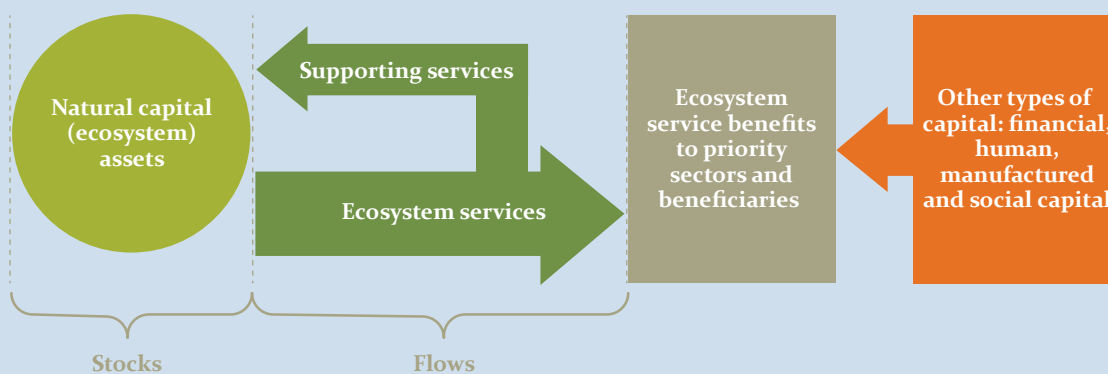 Natural capital
(ecosystem)
assets
Supporting services
Ecosystem services
Ecosystem
service benefits
to priority
sectors and
beneficiaries
Other types of
capital: financial,
human,
manufactured
and social capital
Stocks
Flows